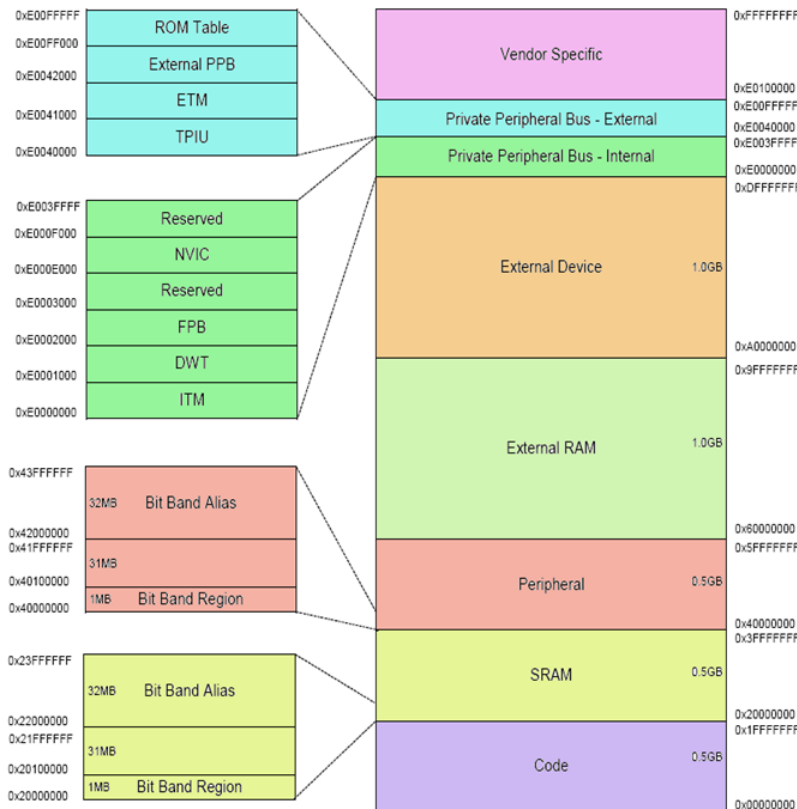 0xE00FFFFF
ROM Table
0xE00FF000
External PPB
0xE0042000
ETM
0xE0041000
TPIU
0xE0040000
0xE003FFFF
Reserved
0xE000F000
NVIC
0xE000E000
Reserved
0xE0003000
FPB
0xE0002000
DWT
0xE0001000
ITM
0xE0000000
0x43FFFFFF
32MB Bit Band Alias
0x42000000
0x41FFFFFF
31MB
0x40100000
1MB Bit Band Region
0x40000000
0x23FFFFFF
32MB Bit Band Alias
0x22000000
0x21FFFFFF
31MB
0x20100000
1MB Bit Band Region
0x20000000
0xFFFFFFFF
Vendor Specific
0xE0100000
0xE00FFFFF
Private Peripheral Bus - External
0xE0040000
0xE003FFFF
Private Peripheral Bus - Internal
0xE0000000
0xDFFFFFFF
External Device 1.0GB
0xA0000000
0x9FFFFFFF
External RAM 1.0GB
0x60000000
0x5FFFFFFF
Peripheral 0.5GB
0x40000000
0x3FFFFFFF
SRAM 0.5GB
0x20000000
0x1FFFFFFF
Code 0.5GB
0x00000000